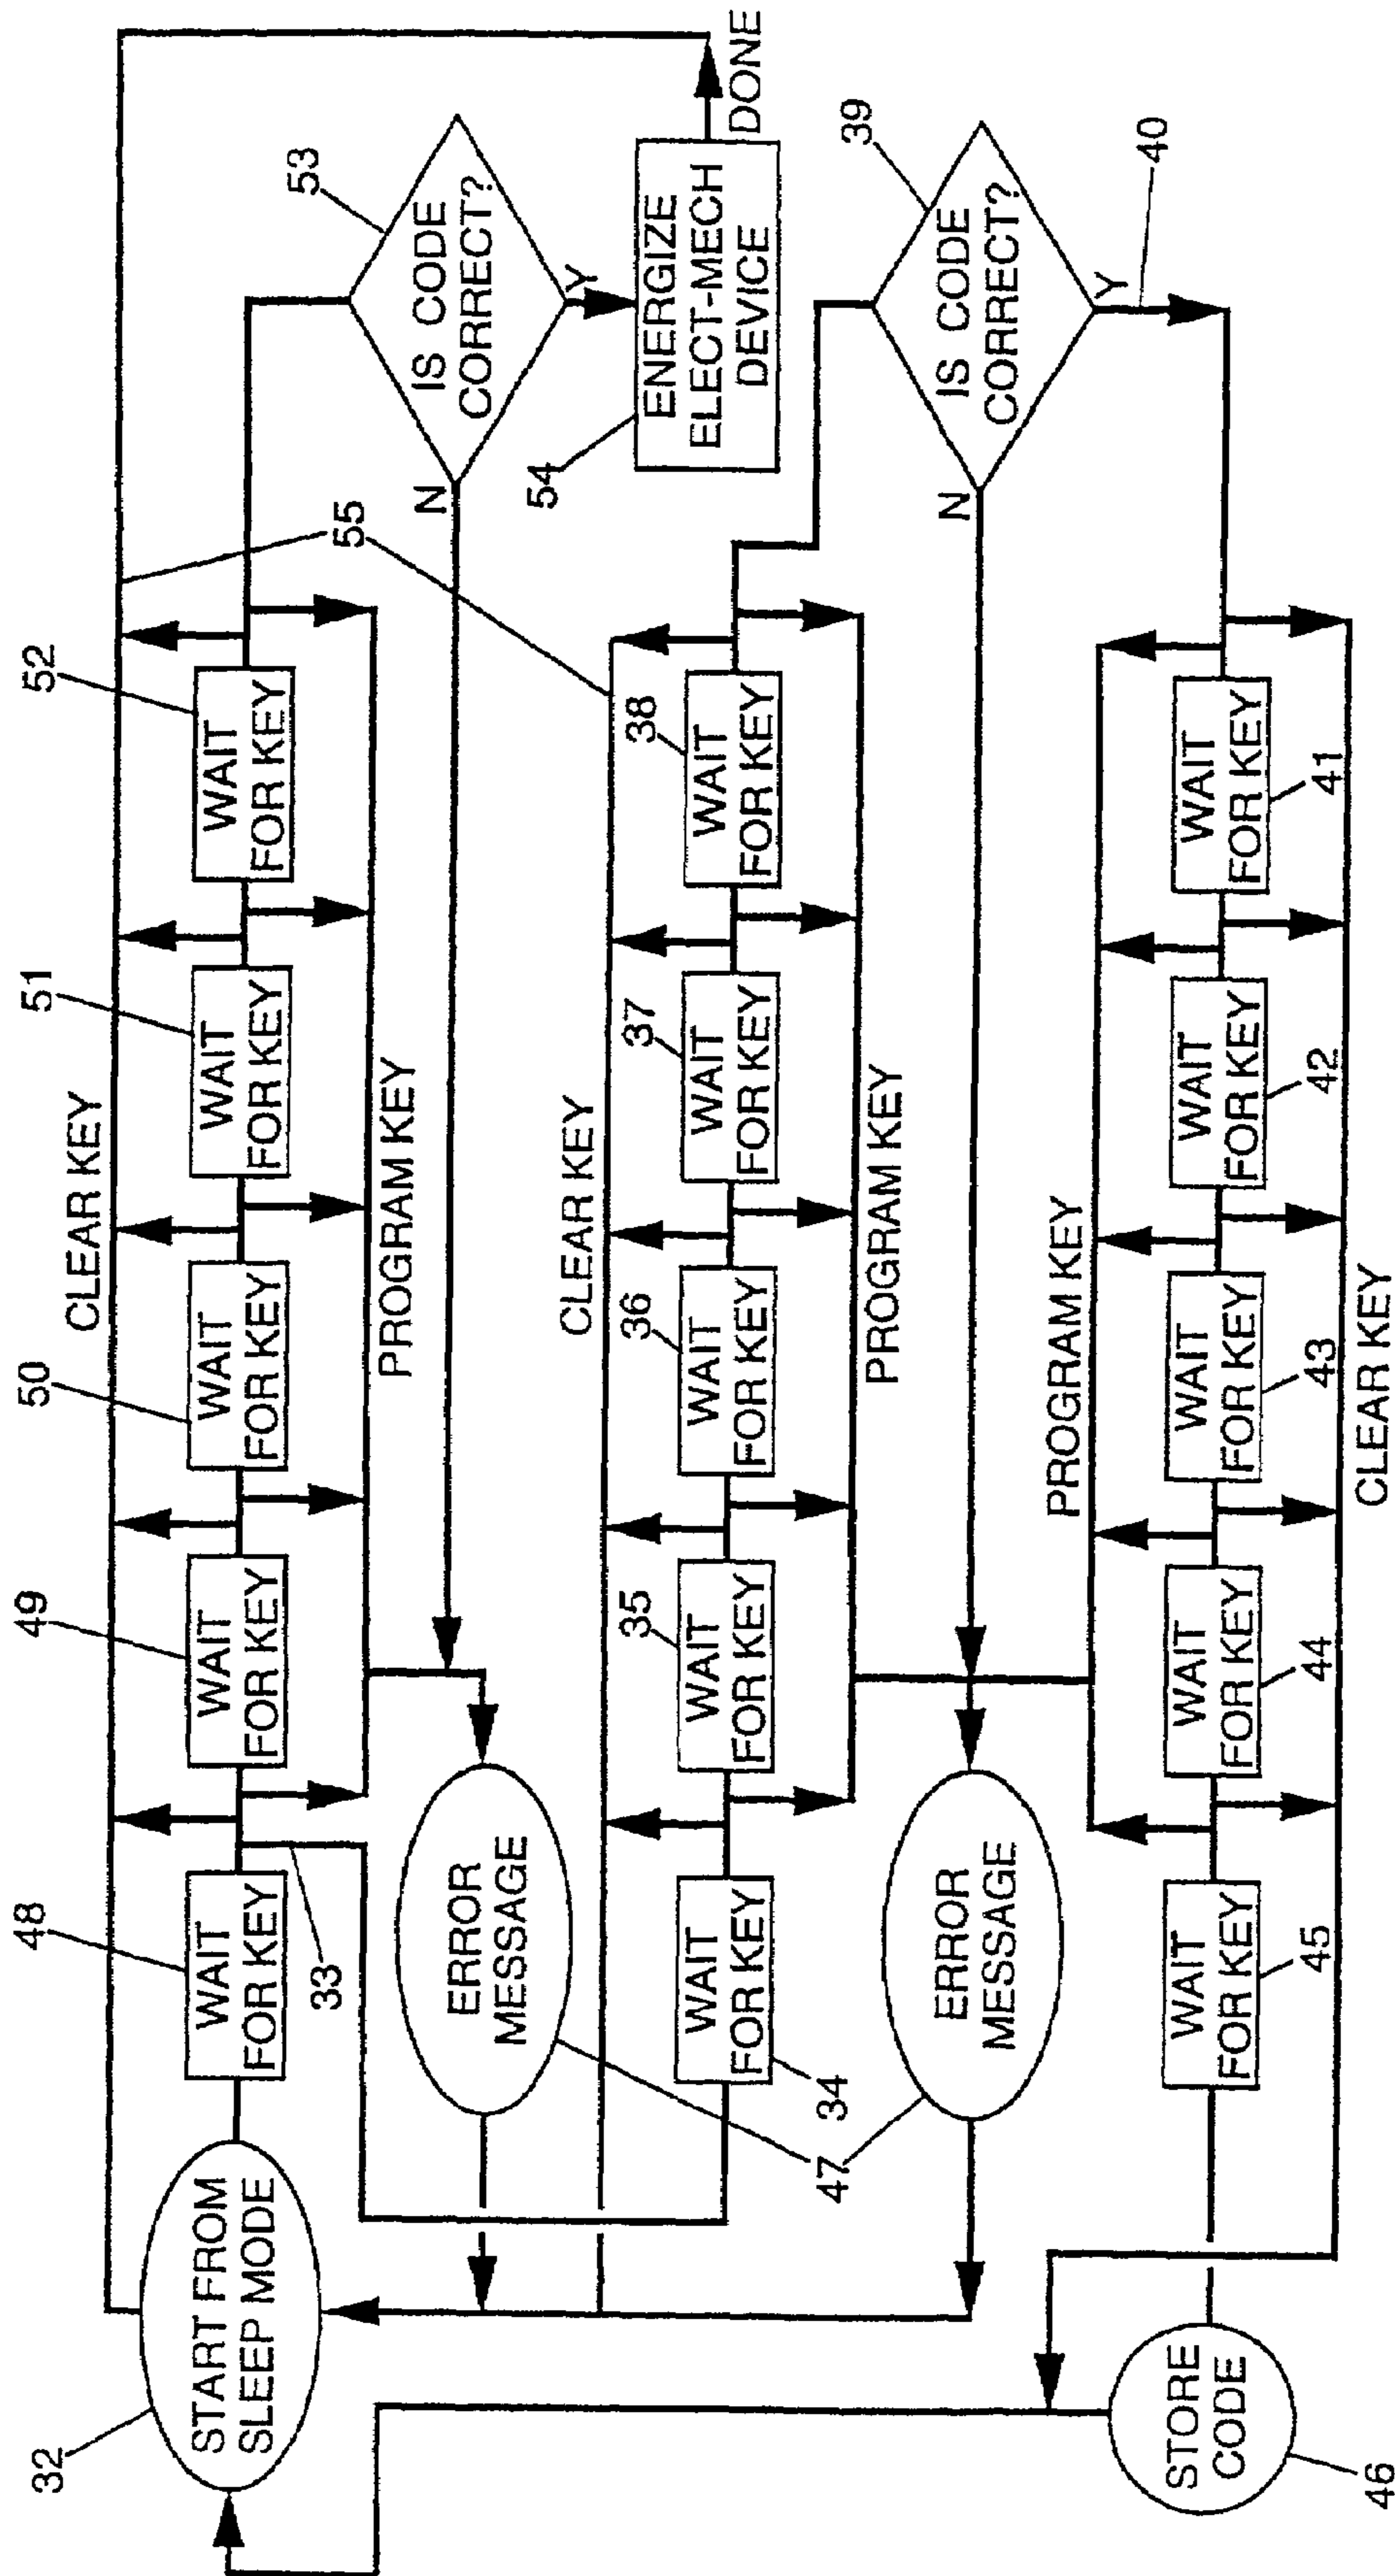 52
51
50
49
48
32
CLEAR KEY
START FROM
SLEEP MODE
WAIT
FOR KEY
WAIT
FOR KEY
WAIT
FOR KEY
WAIT
FOR KEY
WAIT
FOR KEY
33
PROGRAM KEY
53
IS CODE
CORRECT?
N
Y
ERROR
MESSAGE
55
54
ENERGIZE
ELECT-MECH
DEVICE
DONE
CLEAR KEY
47
34
WAIT
FOR KEY
35
WAIT
FOR KEY
36
WAIT
FOR KEY
37
WAIT
FOR KEY
38
WAIT
FOR KEY
PROGRAM KEY
39
IS CODE
CORRECT?
N
Y
40
ERROR
MESSAGE
PROGRAM KEY
STORE
CODE
46
WAIT
FOR KEY
45
WAIT
FOR KEY
44
WAIT
FOR KEY
43
WAIT
FOR KEY
42
WAIT
FOR KEY
41
CLEAR KEY